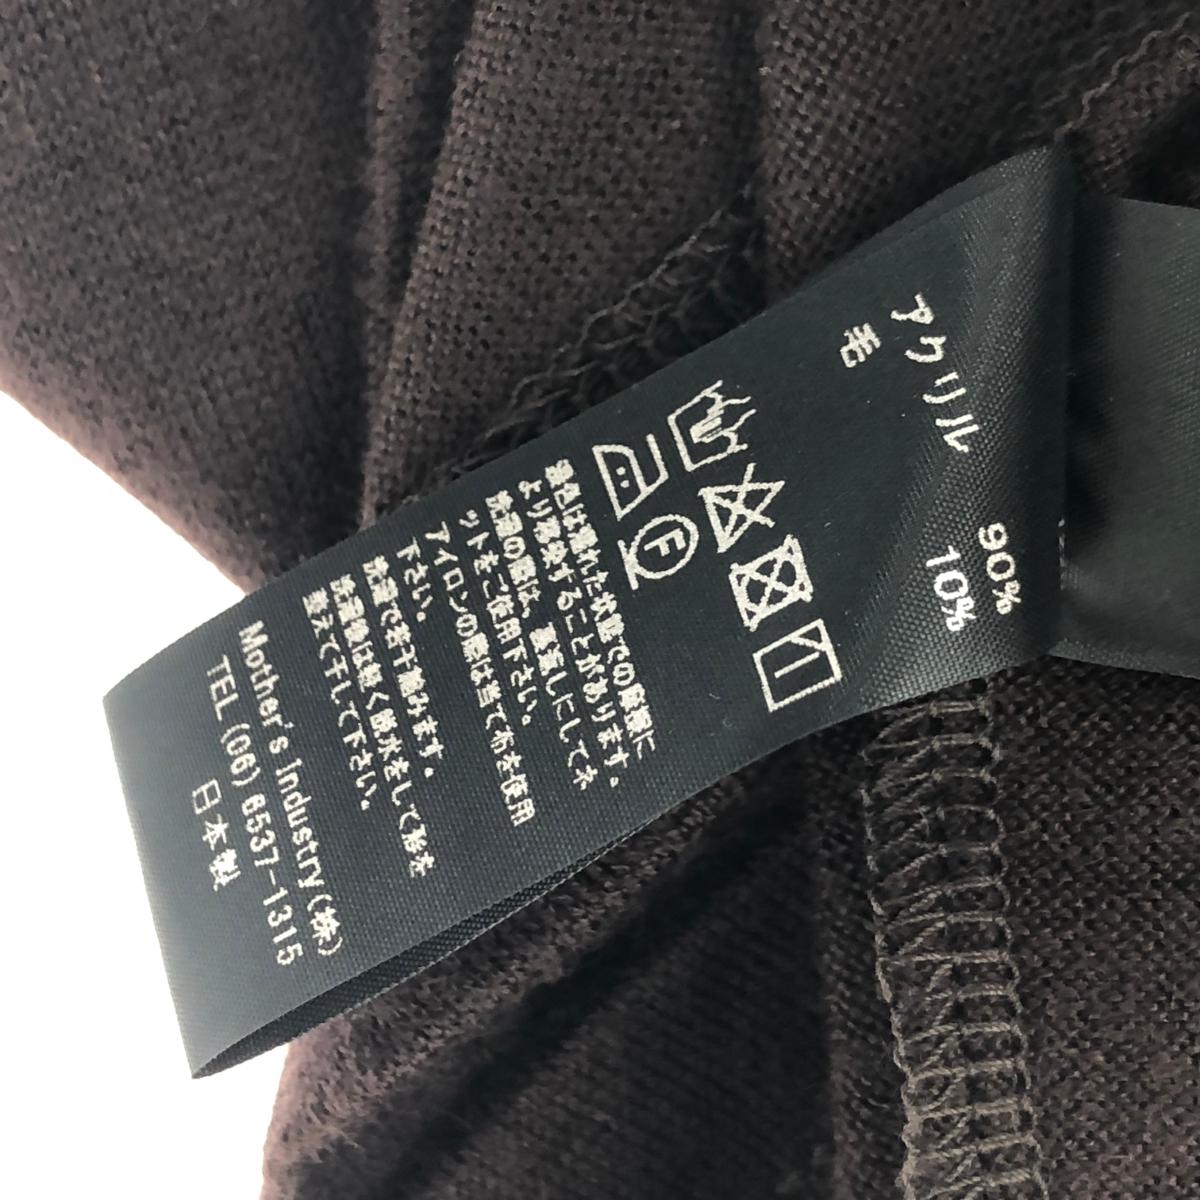 アクリル 90%
毛 10%
F
濃色は濡れた状態での摩擦に
より移染することがあります。
洗濯の際は、裏返しにしてネ
ットをご使用下さい。
アイロンの際は当て布を使用
下さい。
洗濯で若干縮みます。
洗濯後は軽く脱水をして形を
整えて干して下さい。
Mother's Industry(株)
TEL (06) 6537-1315
日本製